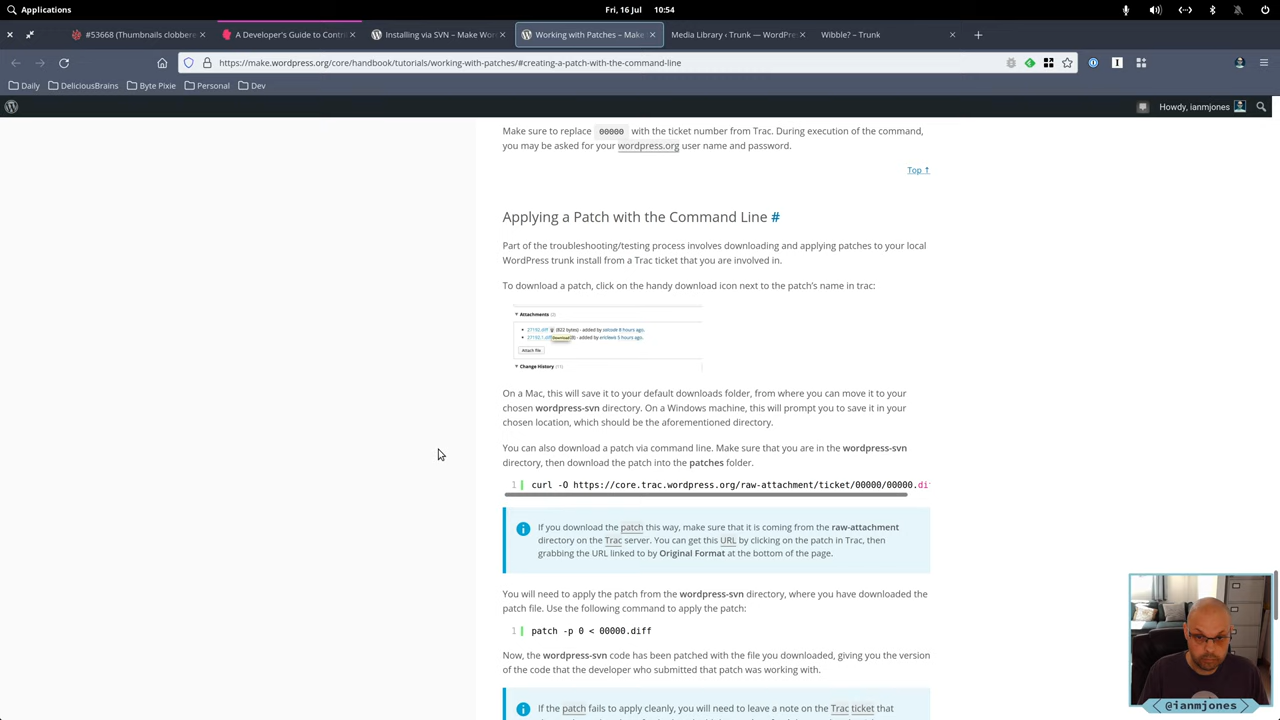 Applications
Fri, 16 Jul 10:54
#53668 (Thumbnails clobbere
A Developer's Guide to Contri
Installing via SVN – Make Wor
Working with Patches – Make
Media Library ‹ Trunk — WordPre
Wibble? – Trunk
https://make.wordpress.org/core/handbook/tutorials/working-with-patches/#creating-a-patch-with-the-command-line
Daily
DeliciousBrains
Byte Pixie
Personal
Dev
Howdy, ianmjones
Make sure to replace 00000 with the ticket number from Trac. During execution of the command,
you may be asked for your wordpress.org user name and password.
Top ↑
Applying a Patch with the Command Line #
Part of the troubleshooting/testing process involves downloading and applying patches to your local
WordPress trunk install from a Trac ticket that you are involved in.
To download a patch, click on the handy download icon next to the patch's name in trac:
Attachments (2)
Attach file
Change History (11)
On a Mac, this will save it to your default downloads folder, from where you can move it to your
chosen wordpress-svn directory. On a Windows machine, this will prompt you to save it in your
chosen location, which should be the aforementioned directory.
You can also download a patch via command line. Make sure that you are in the wordpress-svn
directory, then download the patch into the patches folder.
1 curl -O https://core.trac.wordpress.org/raw-attachment/ticket/00000/00000.di
If you download the patch this way, make sure that it is coming from the raw-attachment
directory on the Trac server. You can get this URL by clicking on the patch in Trac, then
grabbing the URL linked to by Original Format at the bottom of the page.
You will need to apply the patch from the wordpress-svn directory, where you have downloaded the
patch file. Use the following command to apply the patch:
1 patch -p 0 < 00000.diff
Now, the wordpress-svn code has been patched with the file you downloaded, giving you the version
of the code that the developer who submitted that patch was working with.
If the patch fails to apply cleanly, you will need to leave a note on the Trac ticket that
@ianmjones